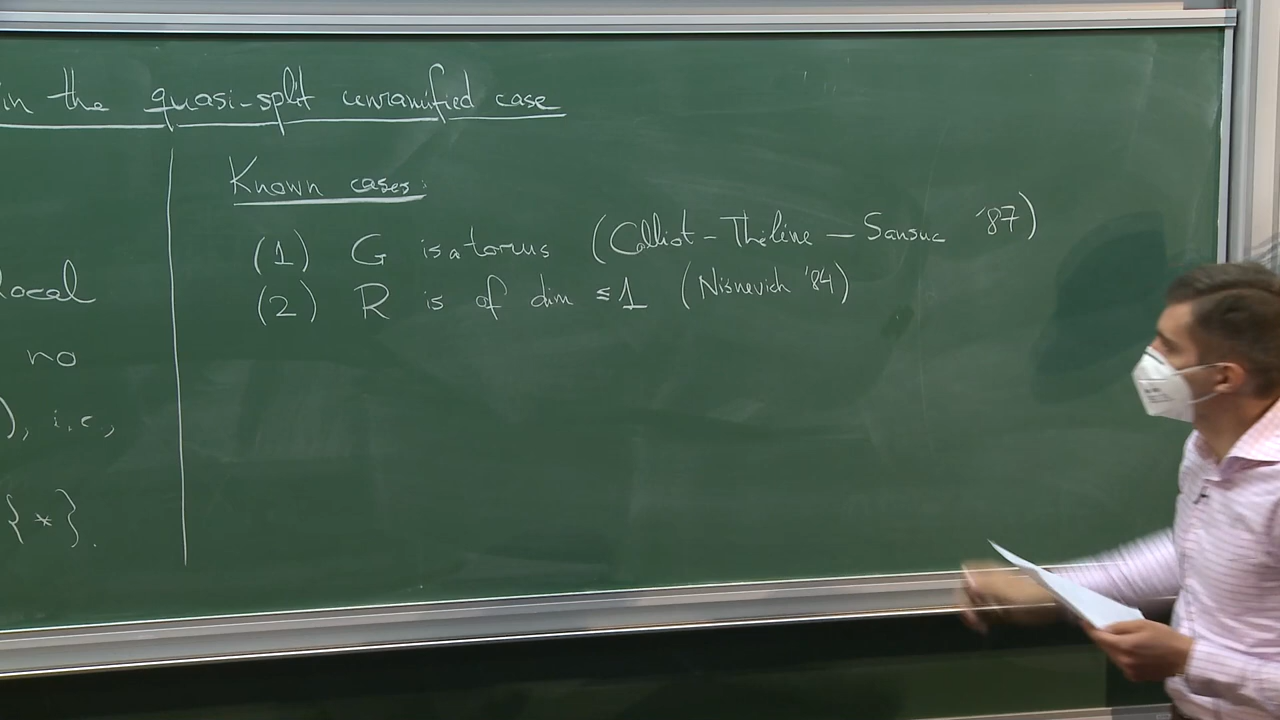 in the quasi-split unramified case
Known cases:
(1) G is a torus (Colliot-Thélène – Sansuc '87)
(2) R is of dim ≤ 1 (Nisnevich '84)
local
no
), i.e.,
{*}.